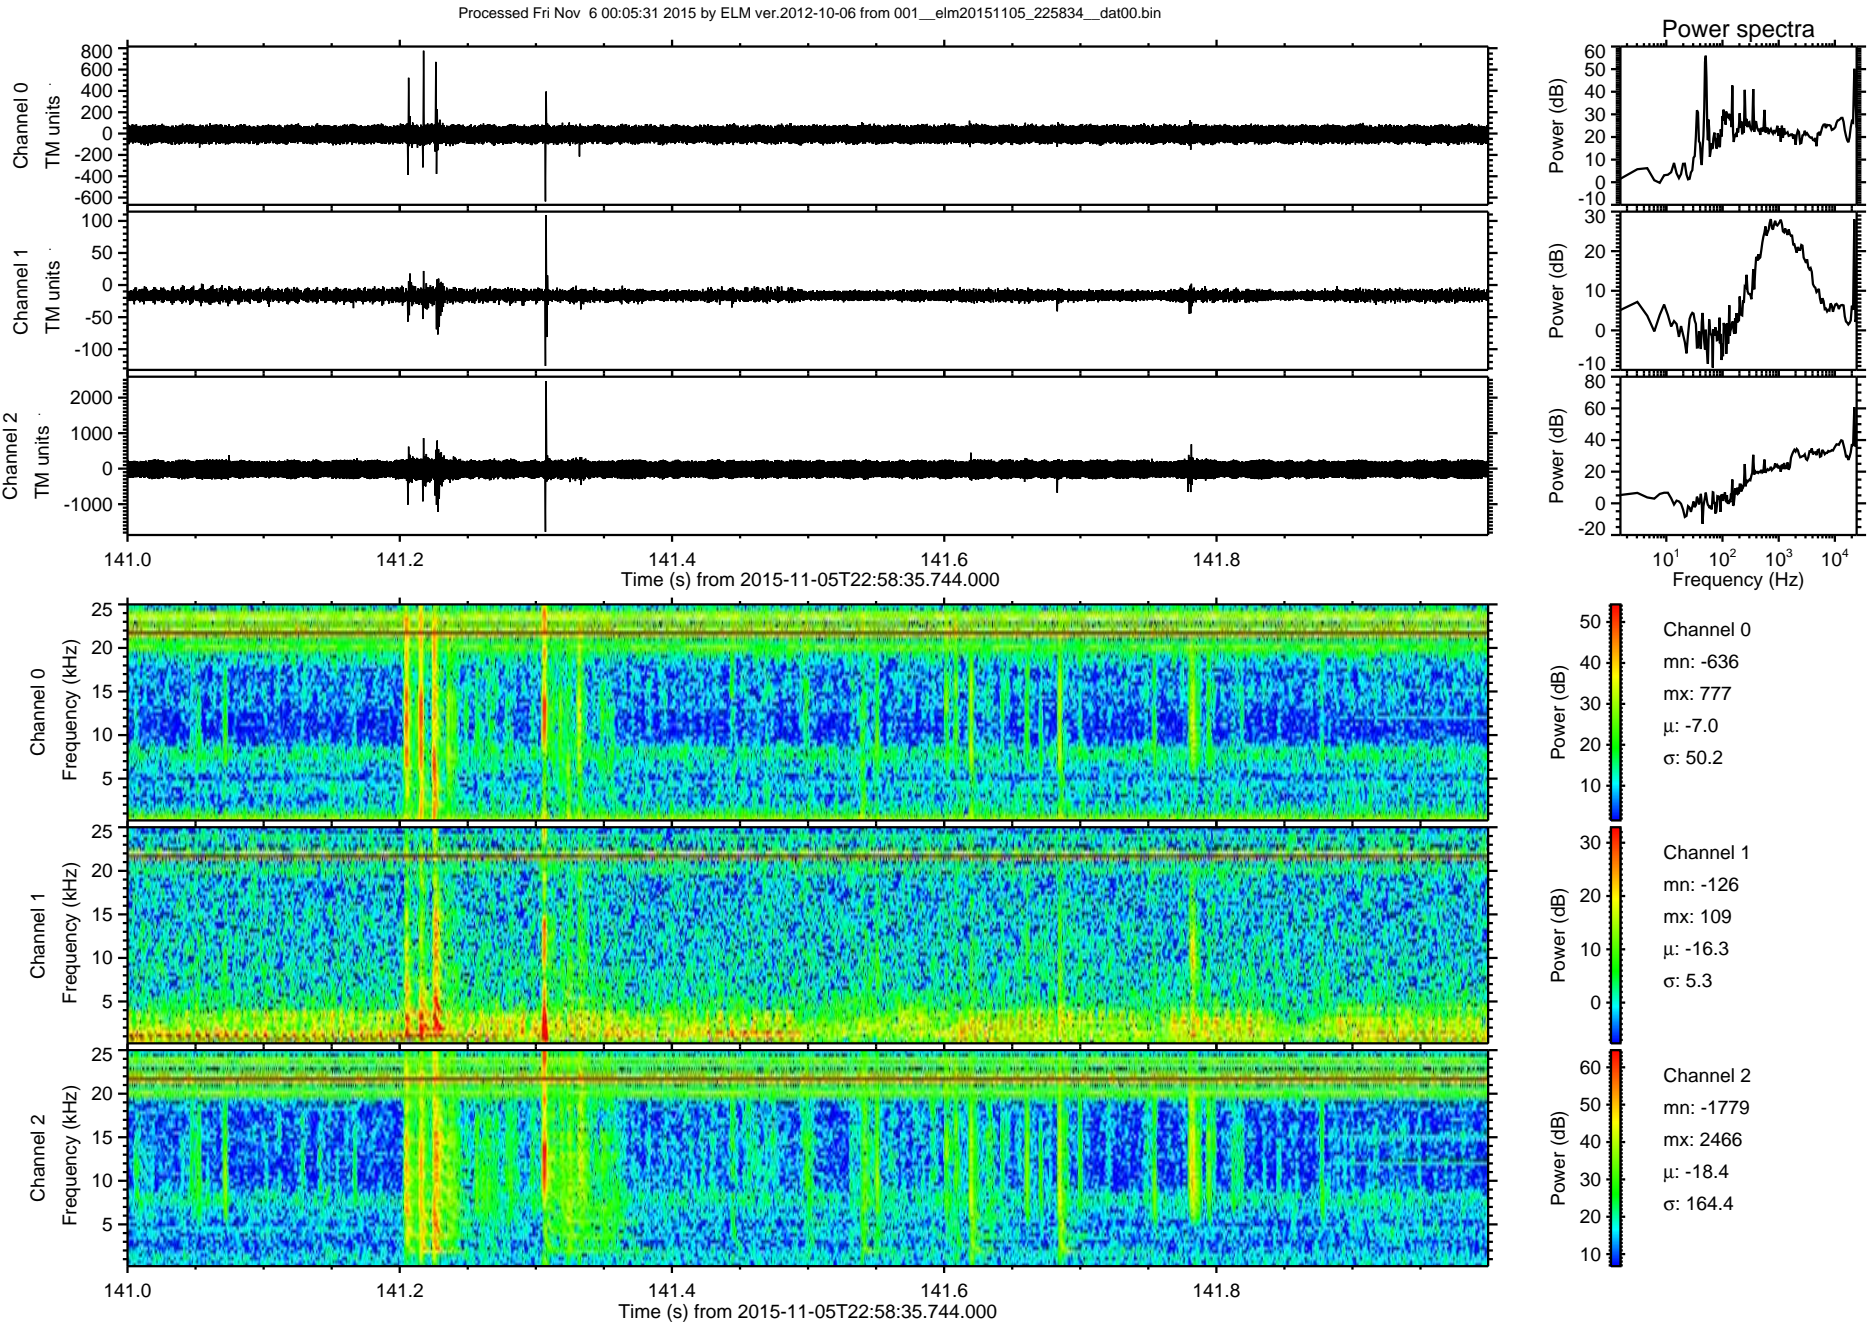 Processed Fri Nov  6 00:05:31 2015 by ELM ver.2012-10-06 from 001__elm20151105_225834__dat00.bin
Power spectra
Channel 0
TM units
800
600
400
200
0
-200
-400
-600
Power (dB)
60
50
40
30
20
10
0
-10
Channel 1
TM units
100
50
0
-50
-100
Power (dB)
30
20
10
0
-10
Channel 2
TM units
2000
1000
0
-1000
Power (dB)
80
60
40
20
0
-20
141.0 141.2 141.4 141.6 141.8
Time (s) from 2015-11-05T22:58:35.744.000
10¹ 10² 10³ 10⁴
Frequency (Hz)
Channel 0
Frequency (kHz)
25
20
15
10
5
Power (dB)
50
40
30
20
10
Channel 0
mn: -636
mx: 777
μ: -7.0
σ: 50.2
Channel 1
Frequency (kHz)
25
20
15
10
5
Power (dB)
30
20
10
0
Channel 1
mn: -126
mx: 109
μ: -16.3
σ: 5.3
Channel 2
Frequency (kHz)
25
20
15
10
5
Power (dB)
60
50
40
30
20
10
Channel 2
mn: -1779
mx: 2466
μ: -18.4
σ: 164.4
141.0 141.2 141.4 141.6 141.8
Time (s) from 2015-11-05T22:58:35.744.000